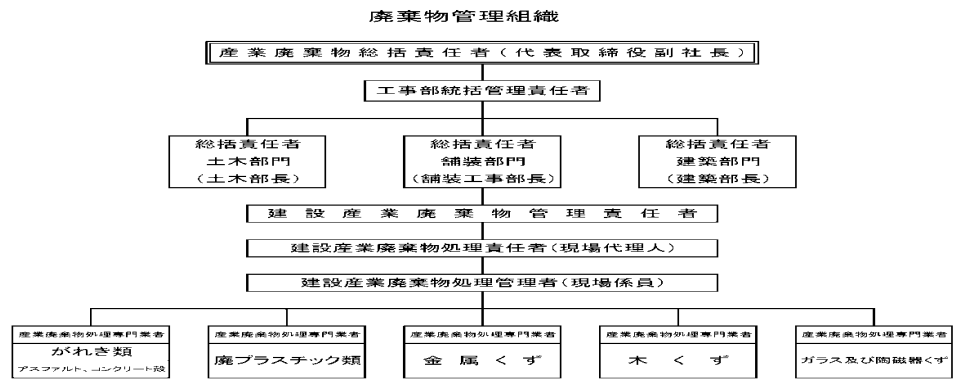 廃棄物管理組織
産業廃棄物総括責任者(代表取締役副社長)
工事部統括管理責任者
総括責任者
土木部門
(土木部長)
総括責任者
舗装部門
(舗装工事部長)
総括責任者
建築部門
(建築部長)
建設産業廃棄物管理責任者
建設産業廃棄物処理責任者(現場代理人)
建設産業廃棄物処理管理者(現場係員)
産業廃棄物処理専門業者
がれき類
アスファルト、コンクリート殻
産業廃棄物処理専門業者
廃プラスチック類
産業廃棄物処理専門業者
金属くず
産業廃棄物処理専門業者
木くず
産業廃棄物処理専門業者
ガラス及び陶磁器くず